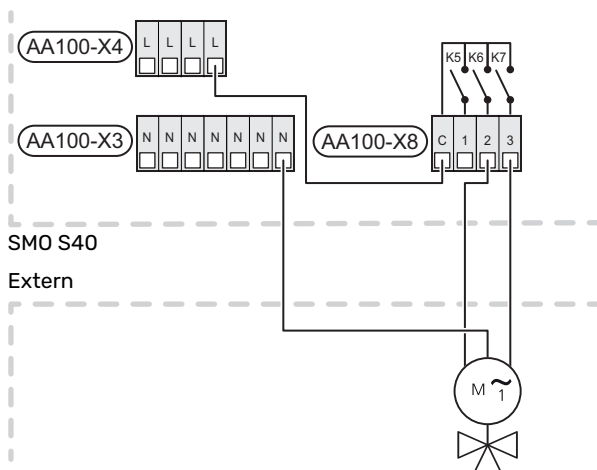 AA100-X4
L L L L
K5 K6 K7
AA100-X3
N N N N N N N
AA100-X8
C 1 2 3
SMO S40
Extern
M ~
1